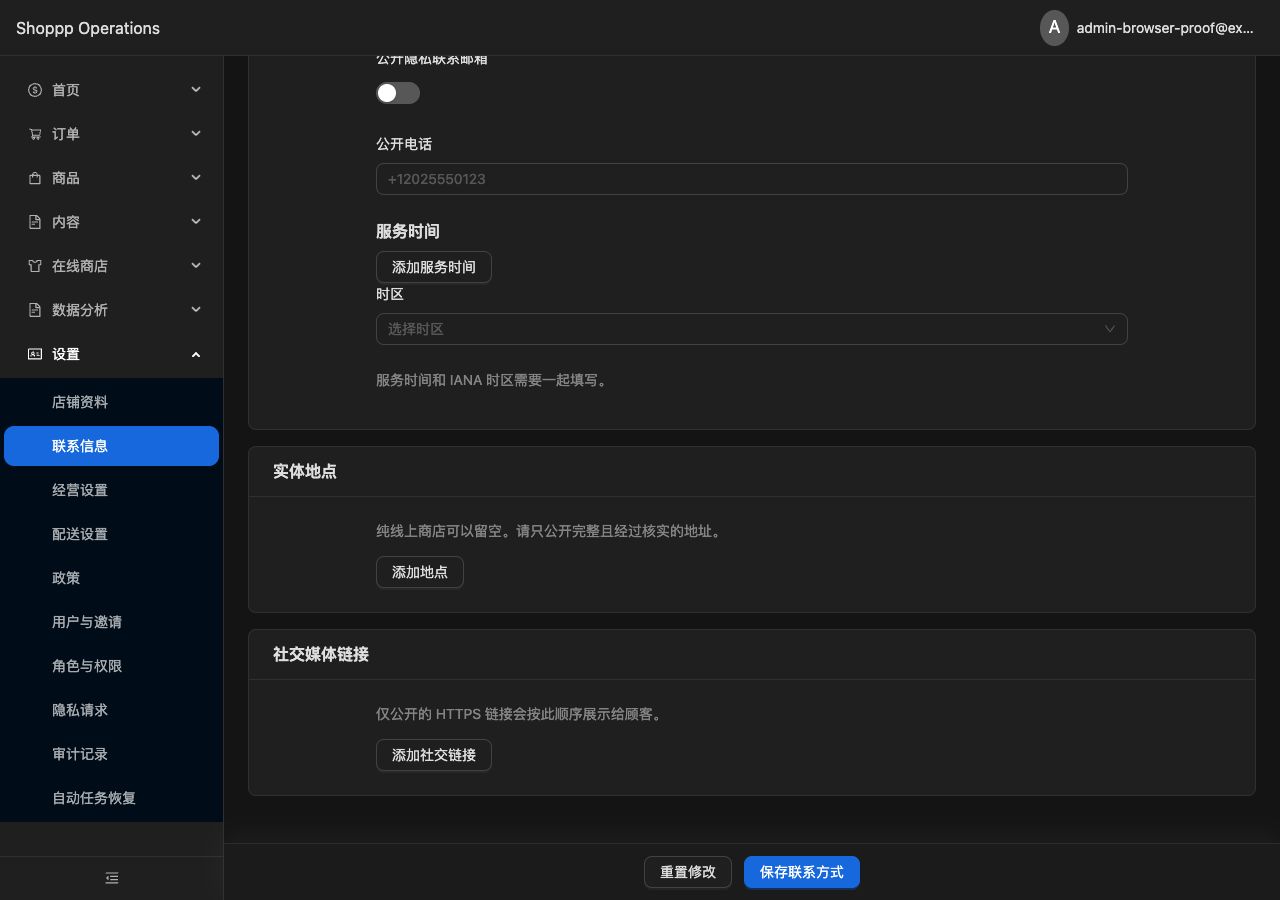 Shoppp Operations
A
admin-browser-proof@ex...
首页
订单
商品
内容
在线商店
数据分析
设置
店铺资料
联系信息
经营设置
配送设置
政策
用户与邀请
角色与权限
隐私请求
审计记录
自动任务恢复
公开隐私联系邮箱
公开电话
+12025550123
服务时间
添加服务时间
时区
选择时区
服务时间和 IANA 时区需要一起填写。
实体地点
纯线上商店可以留空。请只公开完整且经过核实的地址。
添加地点
社交媒体链接
仅公开的 HTTPS 链接会按此顺序展示给顾客。
添加社交链接
重置修改
保存联系方式